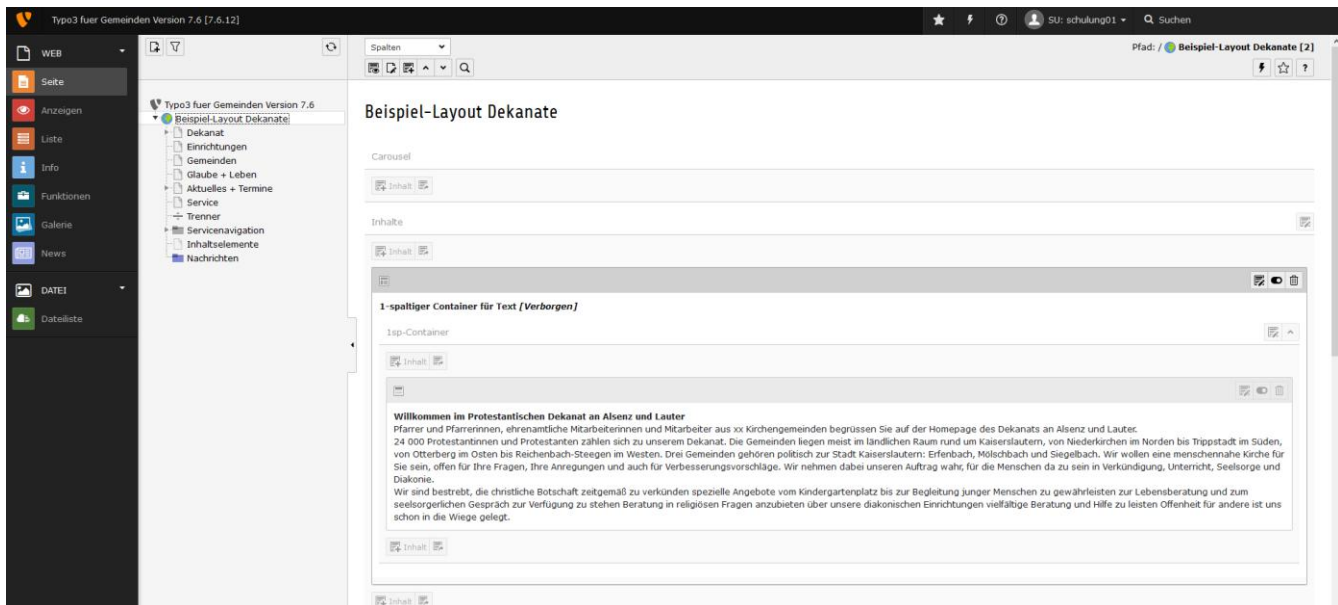 Typo3 fuer Gemeinden Version 7.6 [7.6.12]
SU: schulung01
Suchen
WEB
Seite
Anzeigen
Liste
Info
Funktionen
Galerie
News
DATEI
Dateiliste
Typo3 fuer Gemeinden Version 7.6
Beispiel-Layout Dekanate
Dekanat
Einrichtungen
Gemeinden
Glaube + Leben
Aktuelles + Termine
Service
Trenner
Servicenavigation
Inhaltselemente
Nachrichten
Spalten
Pfad: / Beispiel-Layout Dekanate [2]
Beispiel-Layout Dekanate
Carousel
Inhalt
Inhalte
Inhalt
1-spaltiger Container für Text [Verborgen]
1sp-Container
Inhalt
Willkommen im Protestantischen Dekanat an Alsenz und Lauter
Pfarrer und Pfarrerinnen, ehrenamtliche Mitarbeiterinnen und Mitarbeiter aus xx Kirchengemeinden begrüssen Sie auf der Homepage des Dekanats an Alsenz und Lauter.
24 000 Protestantinnen und Protestanten zählen sich zu unserem Dekanat. Die Gemeinden liegen meist im ländlichen Raum rund um Kaiserslautern, von Niederkirchen im Norden bis Trippstadt im Süden,
von Otterberg im Osten bis Reichenbach-Steegen im Westen. Drei Gemeinden gehören politisch zur Stadt Kaiserslautern: Erfenbach, Mölschbach und Siegelbach. Wir wollen eine menschennahe Kirche für
Sie sein, offen für Ihre Fragen, Ihre Anregungen und auch für Verbesserungsvorschläge. Wir nehmen dabei unseren Auftrag wahr, für die Menschen da zu sein in Verkündigung, Unterricht, Seelsorge und
Diakonie.
Wir sind bestrebt, die christliche Botschaft zeitgemäß zu verkünden spezielle Angebote vom Kindergartenplatz bis zur Begleitung junger Menschen zu gewährleisten zur Lebensberatung und zum
seelsorgerlichen Gespräch zur Verfügung zu stehen Beratung in religiösen Fragen anzubieten über unsere diakonischen Einrichtungen vielfältige Beratung und Hilfe zu leisten Offenheit für andere ist uns
schon in die Wiege gelegt.
Inhalt
Inhalt